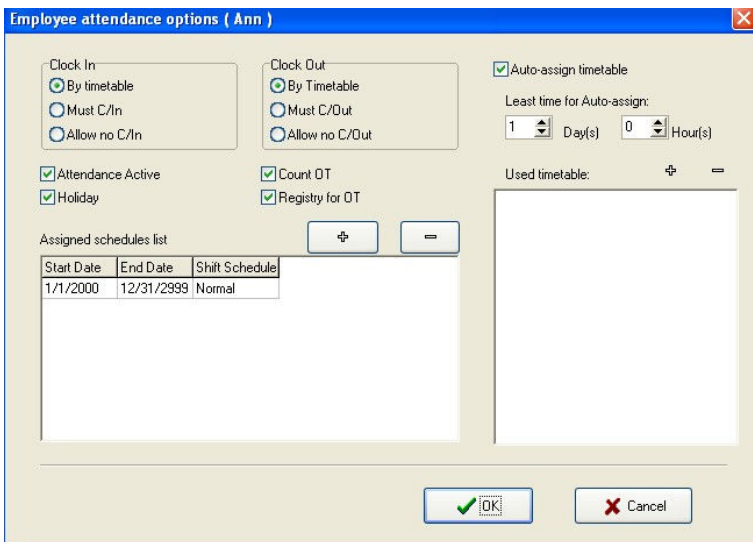 Employee attendance options ( Ann )
Clock In
By timetable
Must C/In
Allow no C/In
Clock Out
By Timetable
Must C/Out
Allow no C/Out
Attendance Active
Count OT
Holiday
Registry for OT
Auto-assign timetable
Least time for Auto-assign:
1 Day(s) 0 Hour(s)
Used timetable:
Assigned schedules list
Start Date End Date Shift Schedule
1/1/2000 12/31/2999 Normal
OK
Cancel